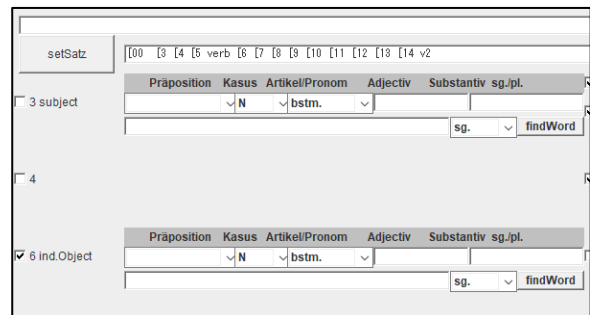 setSatz [00 [3 [4 [5 verb [6 [7 [8 [9 [10 [11 [12 [13 [14 v2
Präposition Kasus Artikel/Pronom Adjectiv Substantiv sg./pl.
3 subject N bstm.
sg. findWord
4
Präposition Kasus Artikel/Pronom Adjectiv Substantiv sg./pl.
6 ind.Object N bstm.
sg. findWord